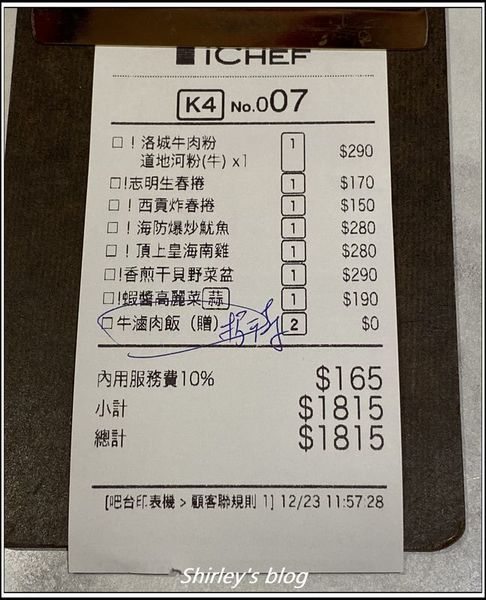 iCHEF
K4 No.007
□！洛城牛肉粉 1 $290
道地河粉(牛) x1
□!志明生春捲 1 $170
□！西貢炸春捲 1 $150
□！海防爆炒魷魚 1 $280
□！頂上皇海南雞 1 $280
□!香煎干貝野菜盆 1 $290
□!蝦醬高麗菜 蒜 1 $190
□牛滷肉飯（贈） 2 $0
內用服務費10% $165
小計 $1815
總計 $1815
[吧台印表機 > 顧客聯規則 1] 12/23 11:57:28
Shirley's blog